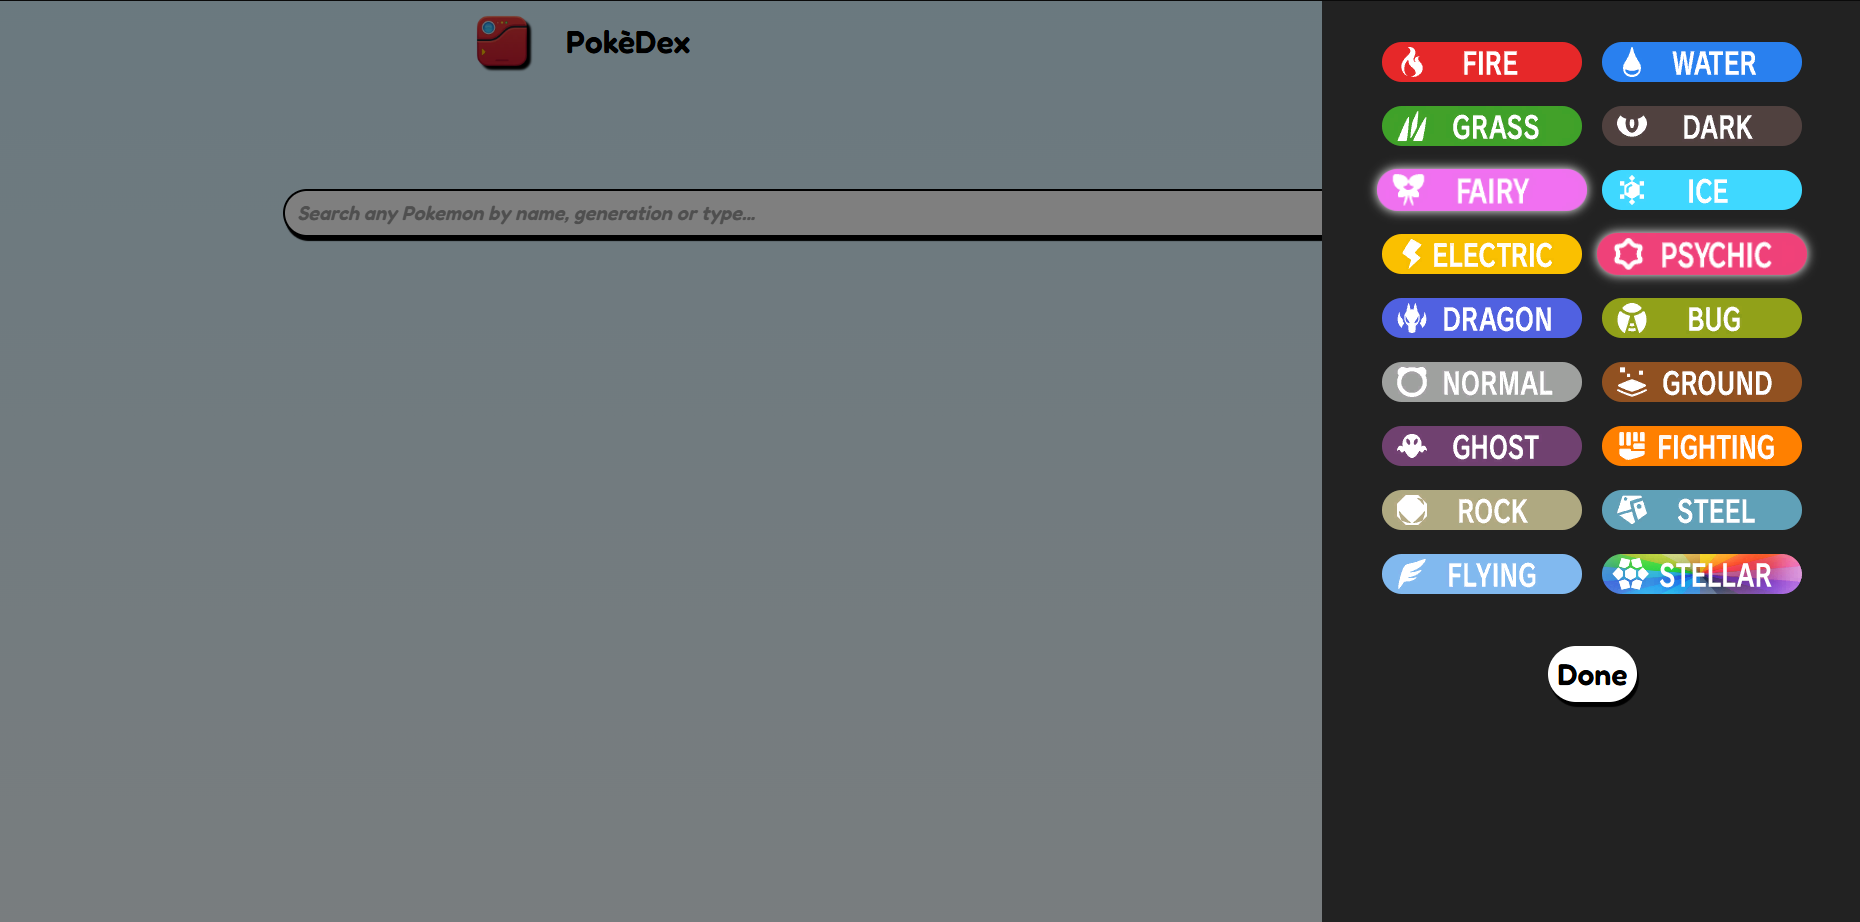 PokèDex
Search any Pokemon by name, generation or type...
FIRE
WATER
GRASS
DARK
FAIRY
ICE
ELECTRIC
PSYCHIC
DRAGON
BUG
NORMAL
GROUND
GHOST
FIGHTING
ROCK
STEEL
FLYING
STELLAR
Done